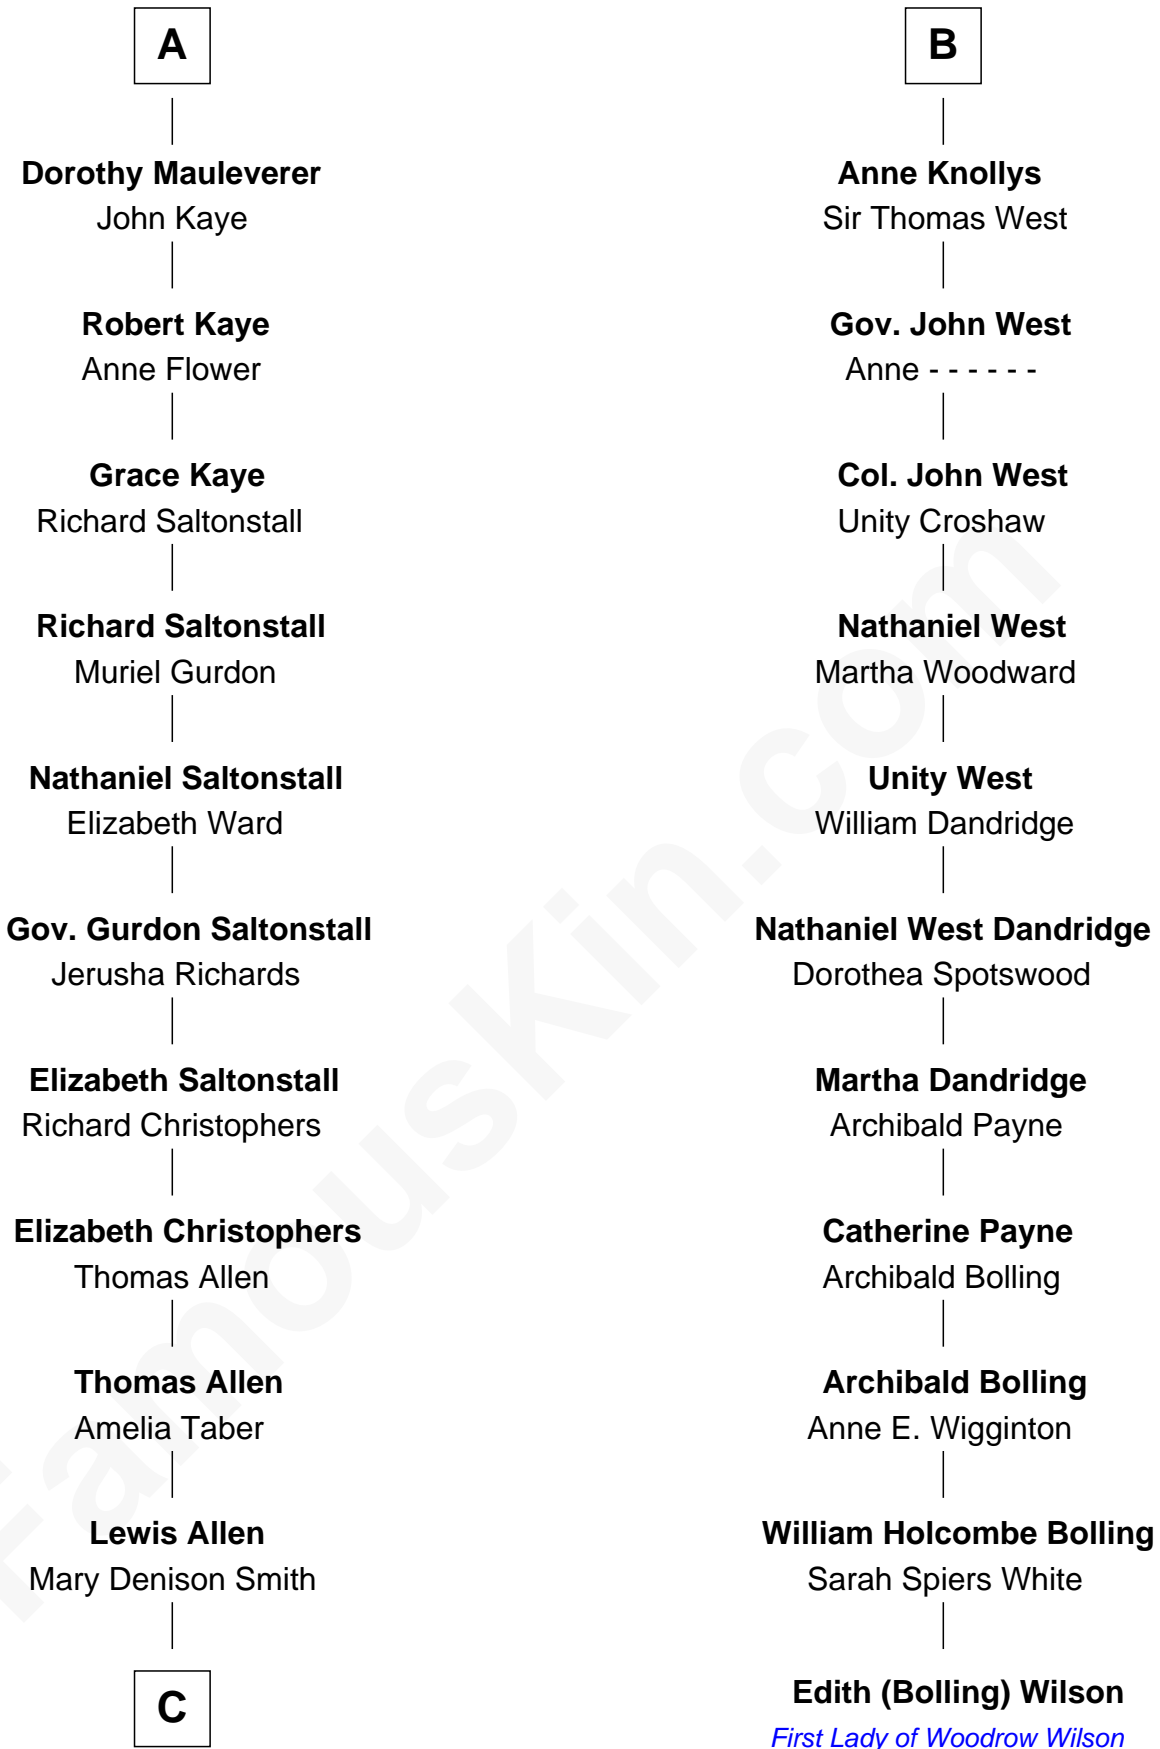 A
Dorothy Mauleverer
John Kaye
Robert Kaye
Anne Flower
Grace Kaye
Richard Saltonstall
Richard Saltonstall
Muriel Gurdon
Nathaniel Saltonstall
Elizabeth Ward
Gov. Gurdon Saltonstall
Jerusha Richards
Elizabeth Saltonstall
Richard Christophers
Elizabeth Christophers
Thomas Allen
Thomas Allen
Amelia Taber
Lewis Allen
Mary Denison Smith
C
B
Anne Knollys
Sir Thomas West
Gov. John West
Anne - - - - - -
Col. John West
Unity Croshaw
Nathaniel West
Martha Woodward
Unity West
William Dandridge
Nathaniel West Dandridge
Dorothea Spotswood
Martha Dandridge
Archibald Payne
Catherine Payne
Archibald Bolling
Archibald Bolling
Anne E. Wigginton
William Holcombe Bolling
Sarah Spiers White
Edith (Bolling) Wilson
First Lady of Woodrow Wilson
FamousKin.com